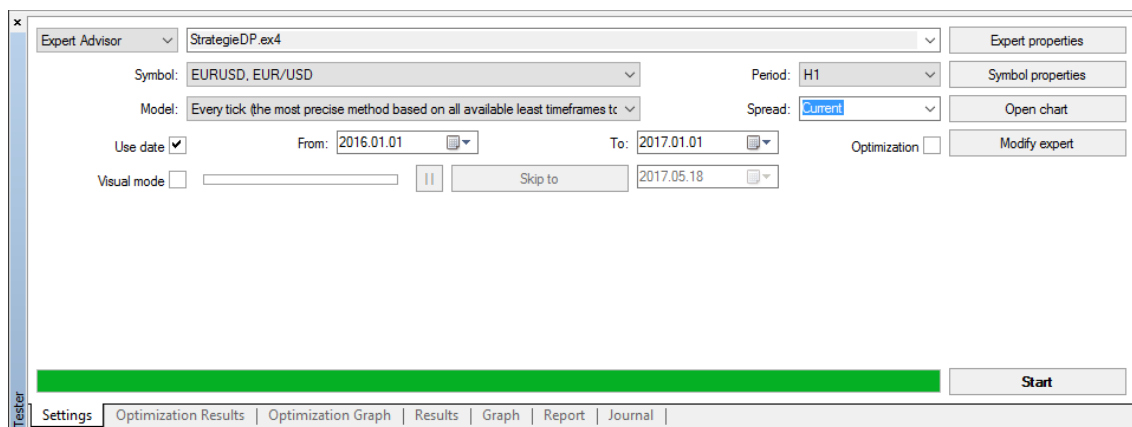 Expert Advisor StrategieDP.ex4 Expert properties
Symbol: EURUSD, EUR/USD Period: H1 Symbol properties
Model: Every tick (the most precise method based on all available least timeframes tc Spread: Current Open chart
Use date From: 2016.01.01 To: 2017.01.01 Optimization Modify expert
Visual mode Skip to 2017.05.18
Start
Tester
Settings Optimization Results | Optimization Graph | Results | Graph | Report | Journal |